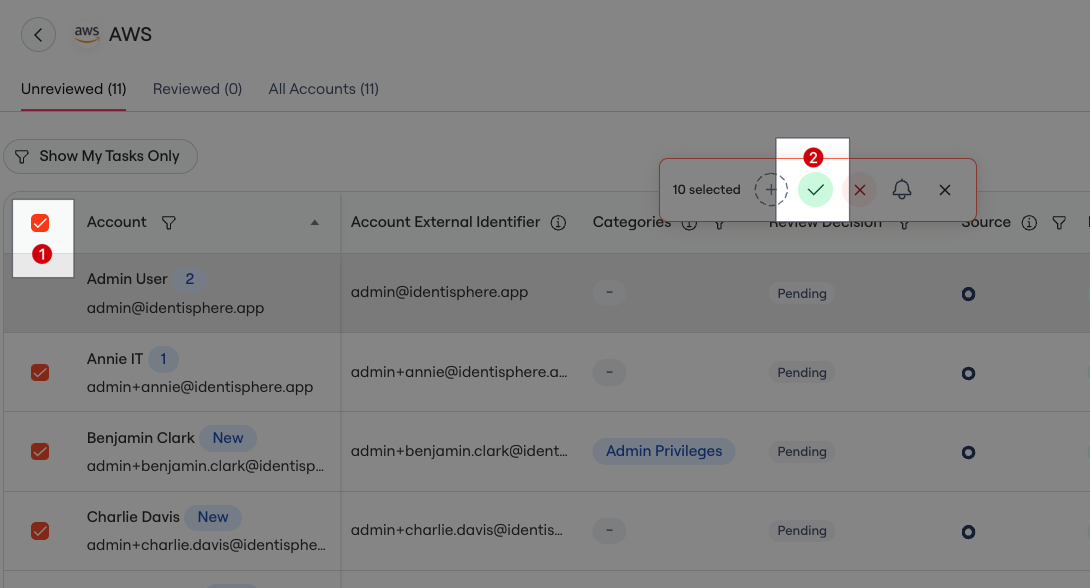 aws AWS
Unreviewed (11) Reviewed (0) All Accounts (11)
Show My Tasks Only
2
10 selected
Account Account External Identifier Categories Review Decision Source
1
Admin User 2
admin@identisphere.app
admin@identisphere.app - Pending
Annie IT 1
admin+annie@identisphere.app
admin+annie@identisphere.a... - Pending
Benjamin Clark New
admin+benjamin.clark@identisp...
admin+benjamin.clark@ident... Admin Privileges Pending
Charlie Davis New
admin+charlie.davis@identisphe...
admin+charlie.davis@identis... - Pending